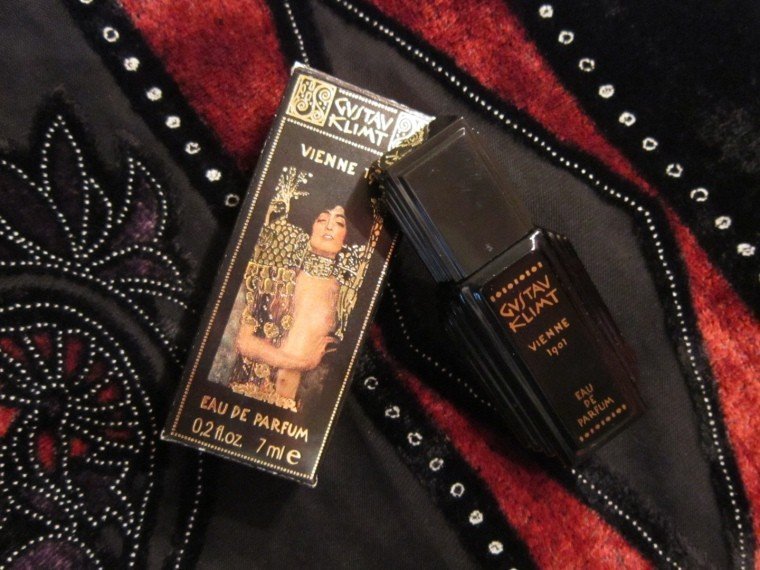 GUSTAV
KLIMT
VIENNE 1
EAU DE PARFUM
0.2 fl.oz. 7 ml e
GUSTAV
KLIMT
VIENNE
1901
EAU
DE
PARFUM